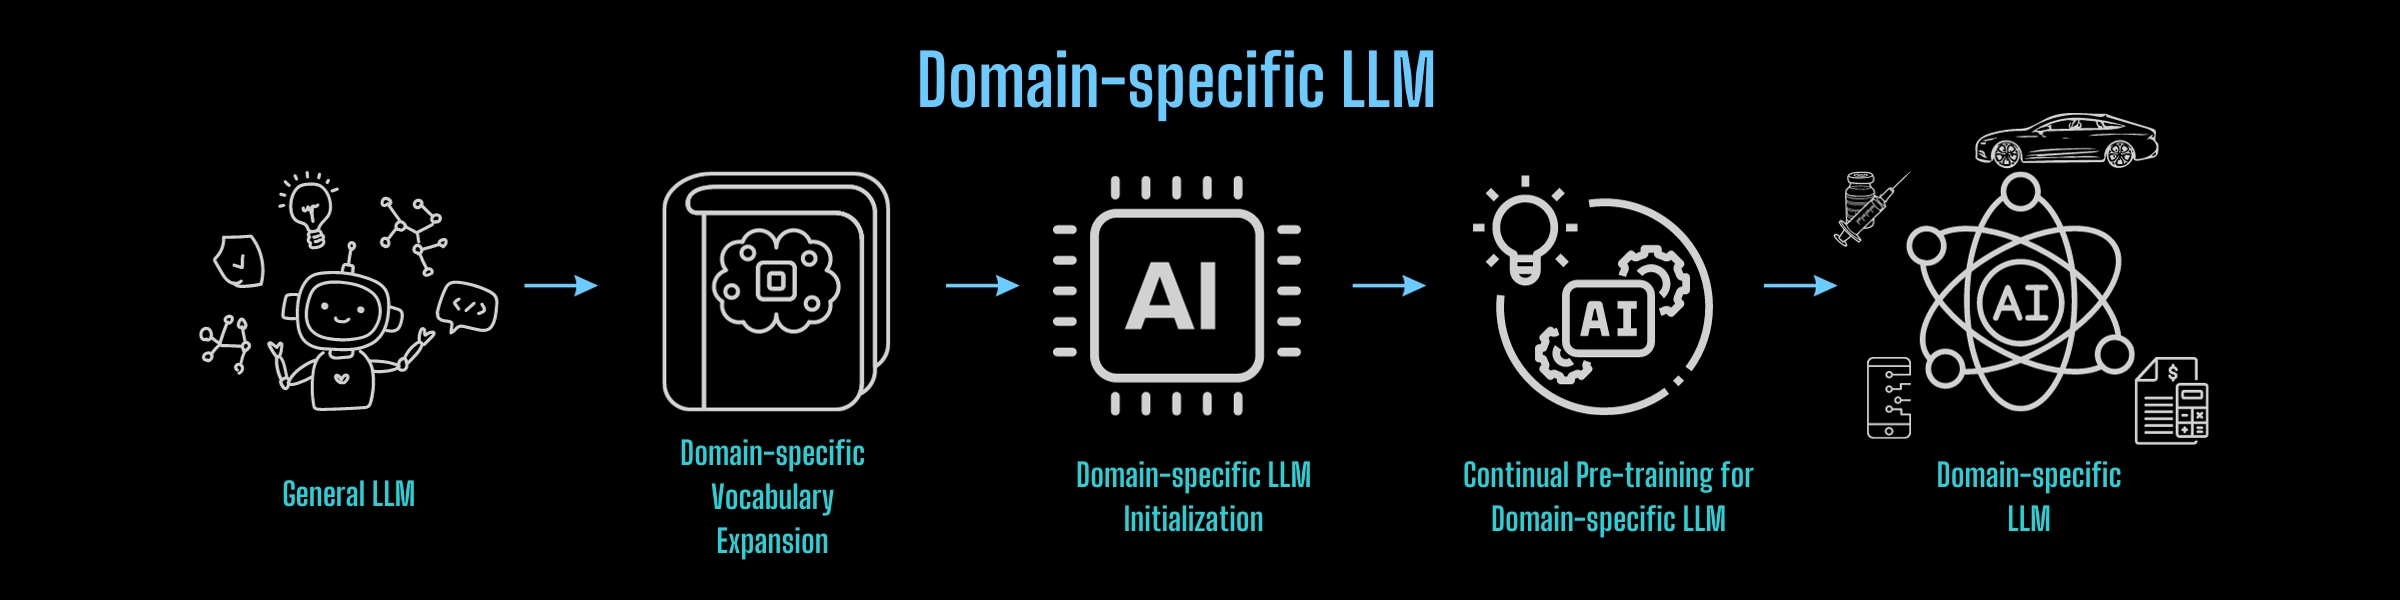 Domain-specific LLM
General LLM
Domain-specific
Vocabulary
Expansion
AI
Domain-specific LLM
Initialization
AI
Continual Pre-training for
Domain-specific LLM
AI
$
Domain-specific
LLM